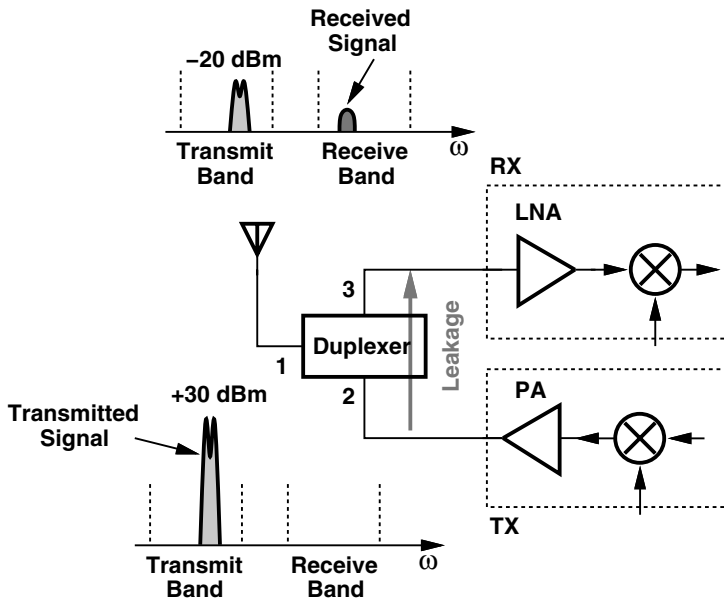 Received
Signal
−20 dBm
Transmit
Band
Receive
Band
ω
RX
LNA
3
Duplexer
1
2
Leakage
PA
TX
+30 dBm
Transmitted
Signal
Transmit
Band
Receive
Band
ω